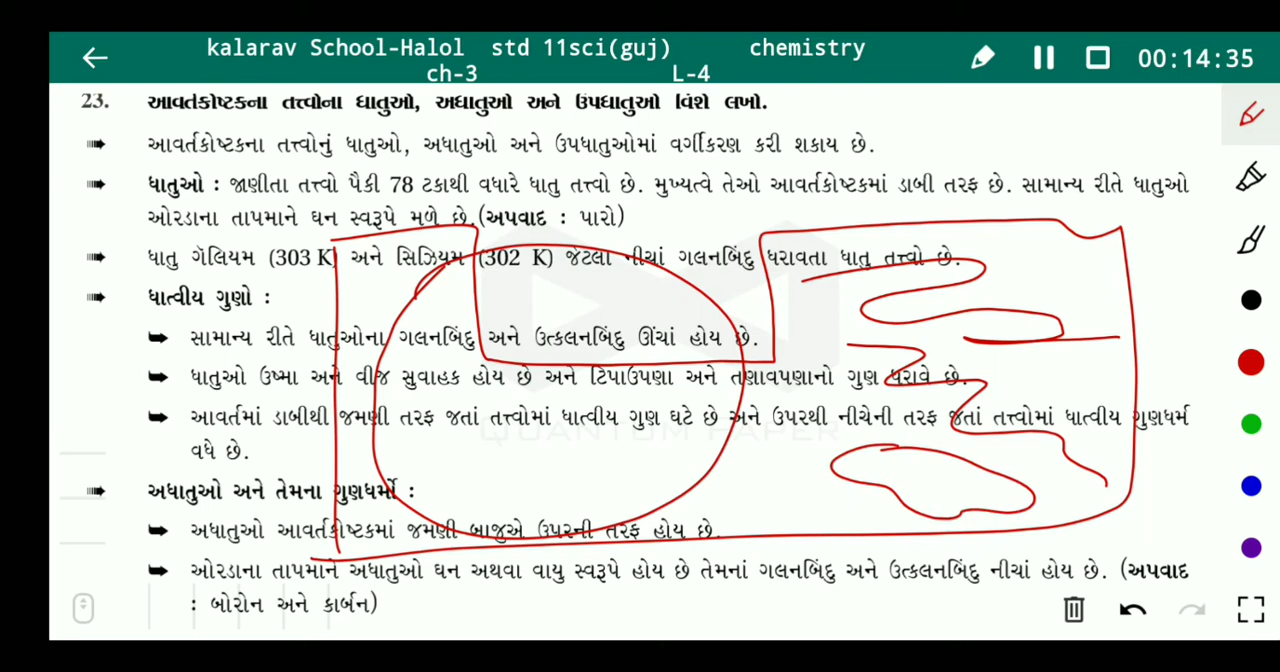 kalarav School-Halol std 11sci(guj) chemistry
ch-3 L-4
00:14:35
23. આવર્તકોષ્ટકના તત્ત્વોના ધાતુઓ, અધાતુઓ અને ઉપધાતુઓ વિશે લખો.
આવર્તકોષ્ટકના તત્ત્વોનું ધાતુઓ, અધાતુઓ અને ઉપધાતુઓમાં વર્ગીકરણ કરી શકાય છે.
ધાતુઓ : જાણીતા તત્ત્વો પૈકી 78 ટકાથી વધારે ધાતુ તત્ત્વો છે. મુખ્યત્વે તેઓ આવર્તકોષ્ટકમાં ડાબી તરફ છે. સામાન્ય રીતે ધાતુઓ
ઓરડાના તાપમાને ઘન સ્વરૂપે મળે છે.(અપવાદ : પારો)
ધાતુ ગૅલિયમ (303 K) અને સિઝિયમ (302 K) જેટલા નીચાં ગલનબિંદુ ધરાવતા ધાતુ તત્ત્વો છે.
ધાત્વીય ગુણો :
સામાન્ય રીતે ધાતુઓના ગલનબિંદુ અને ઉત્કલનબિંદુ ઊંચાં હોય છે.
ધાતુઓ ઉષ્મા અને વીજ સુવાહક હોય છે અને ટિપાઉપણા અને તણાવપણાનો ગુણ ધરાવે છે.
આવર્તમાં ડાબીથી જમણી તરફ જતાં તત્ત્વોમાં ધાત્વીય ગુણ ઘટે છે અને ઉપરથી નીચેની તરફ જતાં તત્ત્વોમાં ધાત્વીય ગુણધર્મ
વધે છે.
QUANTUM PAPER
અધાતુઓ અને તેમના ગુણધર્મો :
અધાતુઓ આવર્તકોષ્ટકમાં જમણી બાજુએ ઉપરની તરફ હોય છે.
ઓરડાના તાપમાને અધાતુઓ ઘન અથવા વાયુ સ્વરૂપે હોય છે તેમનાં ગલનબિંદુ અને ઉત્કલનબિંદુ નીચાં હોય છે. (અપવાદ
: બોરોન અને કાર્બન)